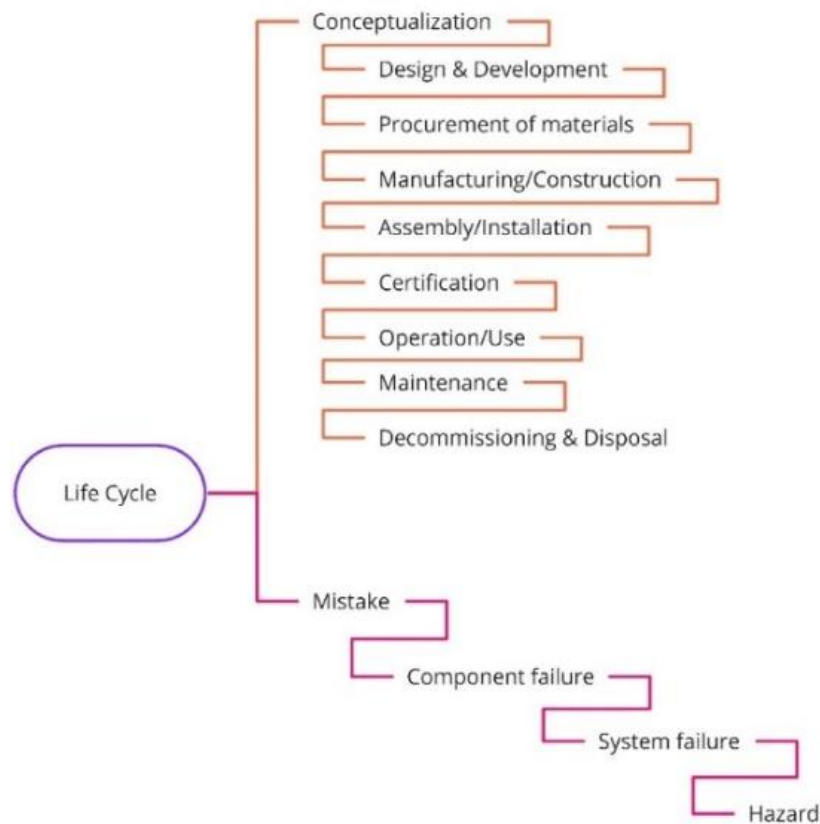 Conceptualization
Design & Development
Procurement of materials
Manufacturing/Construction
Assembly/Installation
Certification
Operation/Use
Maintenance
Decommissioning & Disposal
Life Cycle
Mistake
Component failure
System failure
Hazard